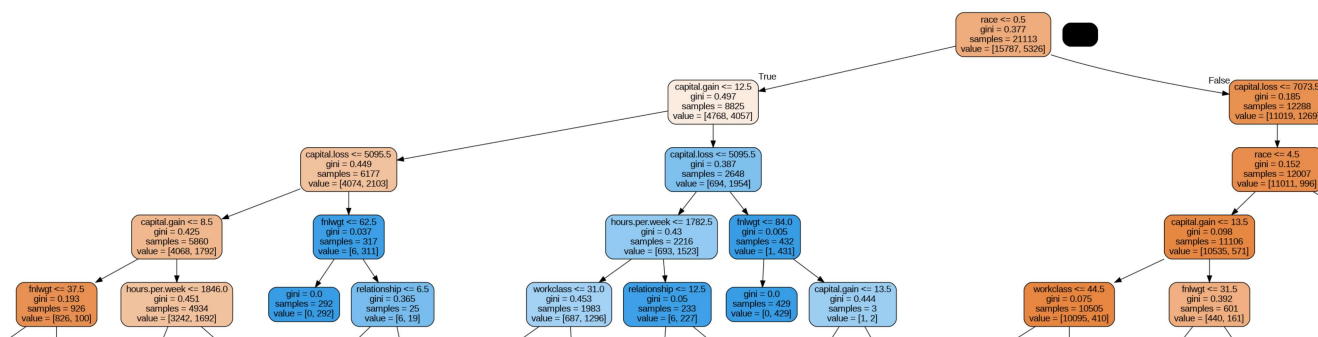 race <= 0.5
gini = 0.377
samples = 21113
value = [15787, 5326]
True
False
capital.gain <= 12.5
gini = 0.497
samples = 8825
value = [4768, 4057]
capital.loss <= 7073.5
gini = 0.185
samples = 12288
value = [11019, 1269]
capital.loss <= 5095.5
gini = 0.449
samples = 6177
value = [4074, 2103]
capital.loss <= 5095.5
gini = 0.387
samples = 2648
value = [694, 1954]
race <= 4.5
gini = 0.152
samples = 12007
value = [11011, 996]
capital.gain <= 8.5
gini = 0.425
samples = 5860
value = [4068, 1792]
fnlwgt <= 62.5
gini = 0.037
samples = 317
value = [6, 311]
hours.per.week <= 1782.5
gini = 0.43
samples = 2216
value = [693, 1523]
fnlwgt <= 84.0
gini = 0.005
samples = 432
value = [1, 431]
capital.gain <= 13.5
gini = 0.098
samples = 11106
value = [10535, 571]
fnlwgt <= 37.5
gini = 0.193
samples = 926
value = [826, 100]
hours.per.week <= 1846.0
gini = 0.451
samples = 4934
value = [3242, 1692]
gini = 0.0
samples = 292
value = [0, 292]
relationship <= 6.5
gini = 0.365
samples = 25
value = [6, 19]
workclass <= 31.0
gini = 0.453
samples = 1983
value = [687, 1296]
relationship <= 12.5
gini = 0.05
samples = 233
value = [6, 227]
gini = 0.0
samples = 429
value = [0, 429]
capital.gain <= 13.5
gini = 0.444
samples = 3
value = [1, 2]
workclass <= 44.5
gini = 0.075
samples = 10505
value = [10095, 410]
fnlwgt <= 31.5
gini = 0.392
samples = 601
value = [440, 161]